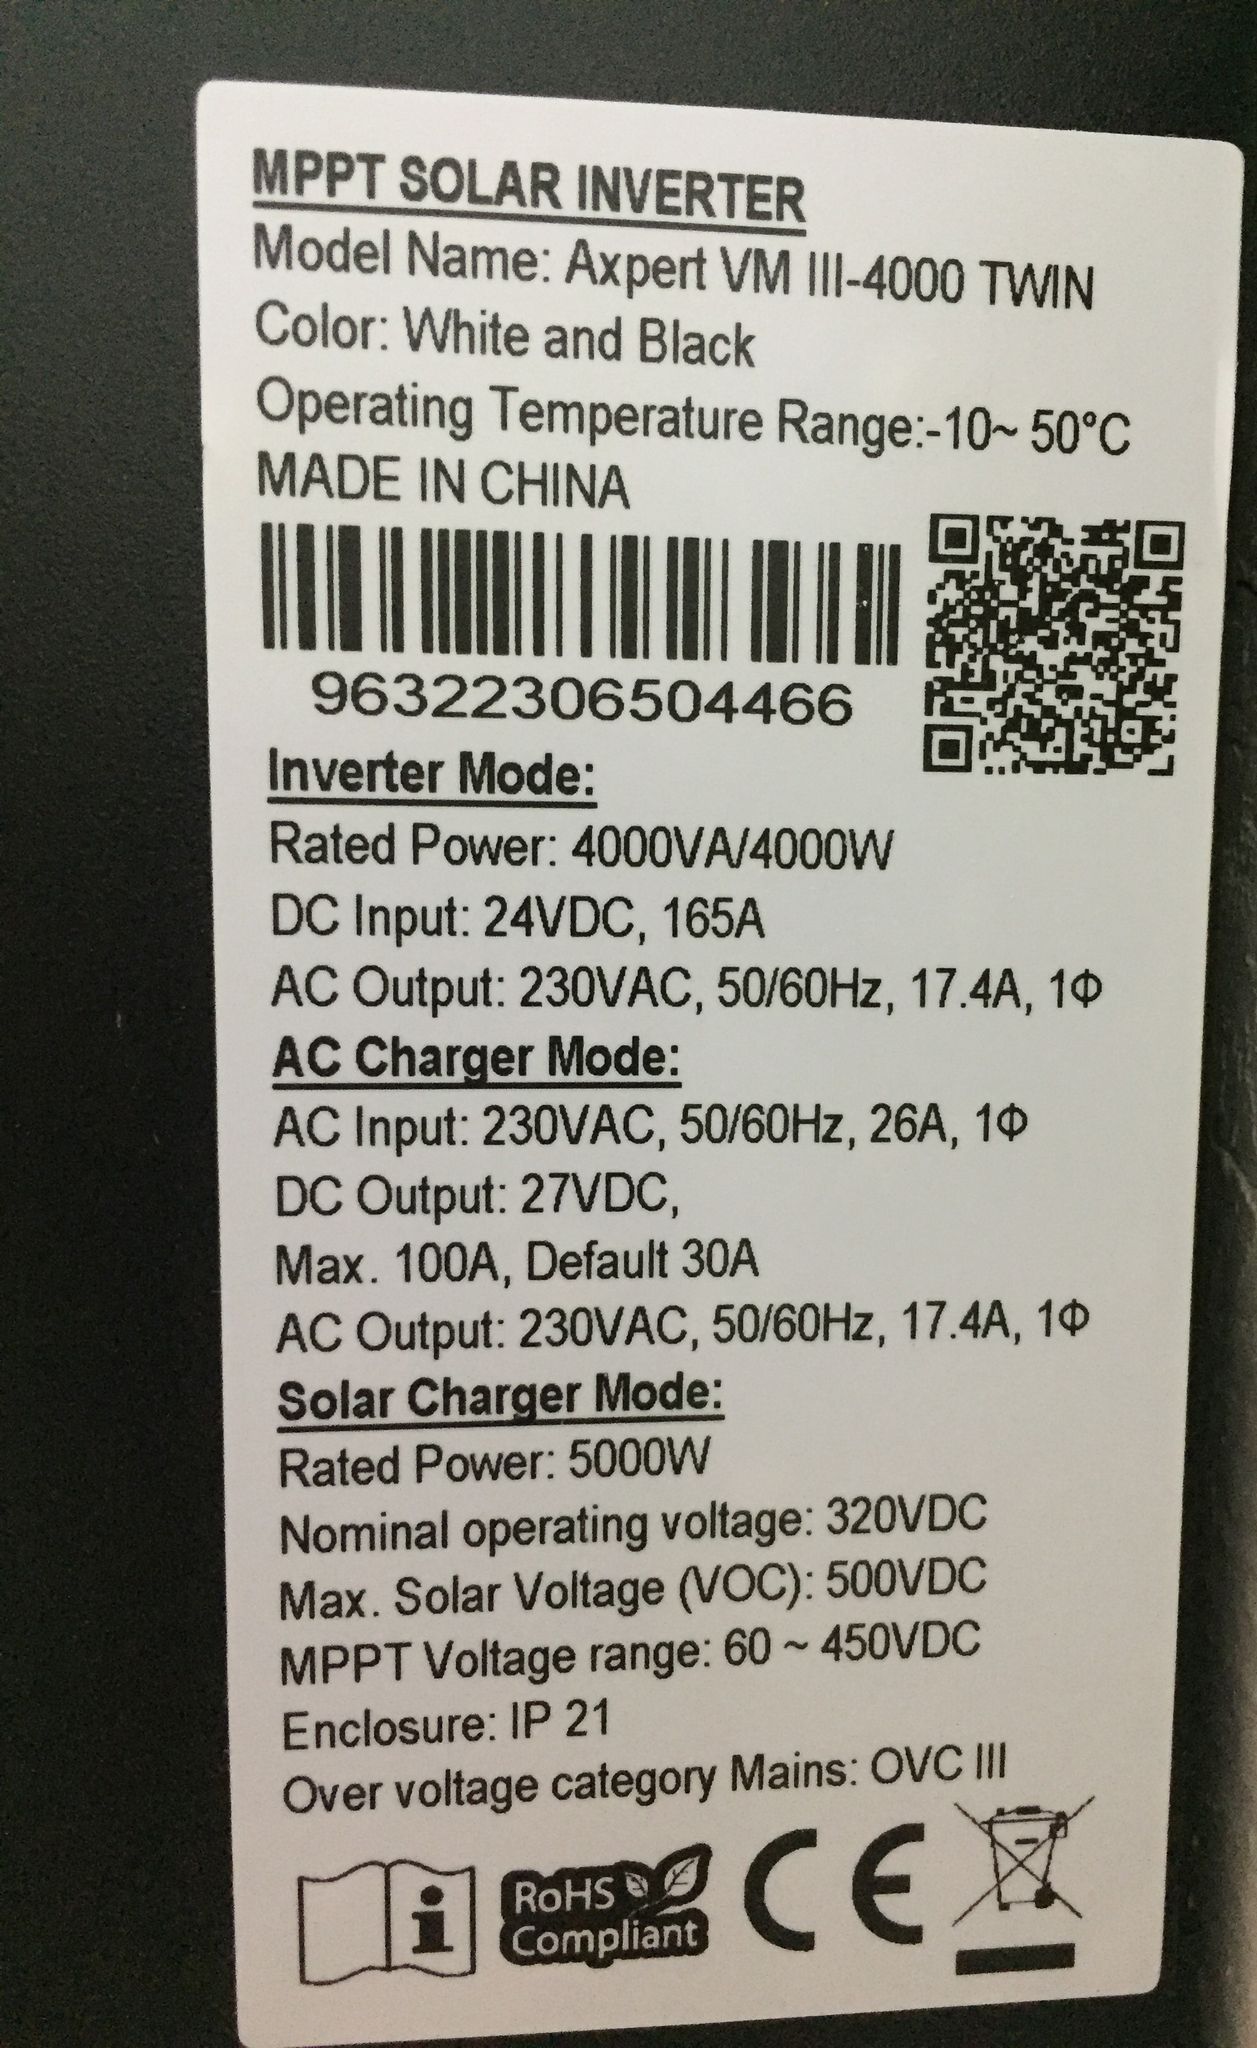 MPPT SOLAR INVERTER
Model Name: Axpert VM III-4000 TWIN
Color: White and Black
Operating Temperature Range:-10~ 50°C
MADE IN CHINA
96322306504466
Inverter Mode:
Rated Power: 4000VA/4000W
DC Input: 24VDC, 165A
AC Output: 230VAC, 50/60Hz, 17.4A, 1Φ
AC Charger Mode:
AC Input: 230VAC, 50/60Hz, 26A, 1Φ
DC Output: 27VDC,
Max. 100A, Default 30A
AC Output: 230VAC, 50/60Hz, 17.4A, 1Φ
Solar Charger Mode:
Rated Power: 5000W
Nominal operating voltage: 320VDC
Max. Solar Voltage (VOC): 500VDC
MPPT Voltage range: 60 ~ 450VDC
Enclosure: IP 21
Over voltage category Mains: OVC III
i
RoHS
Compliant
CE